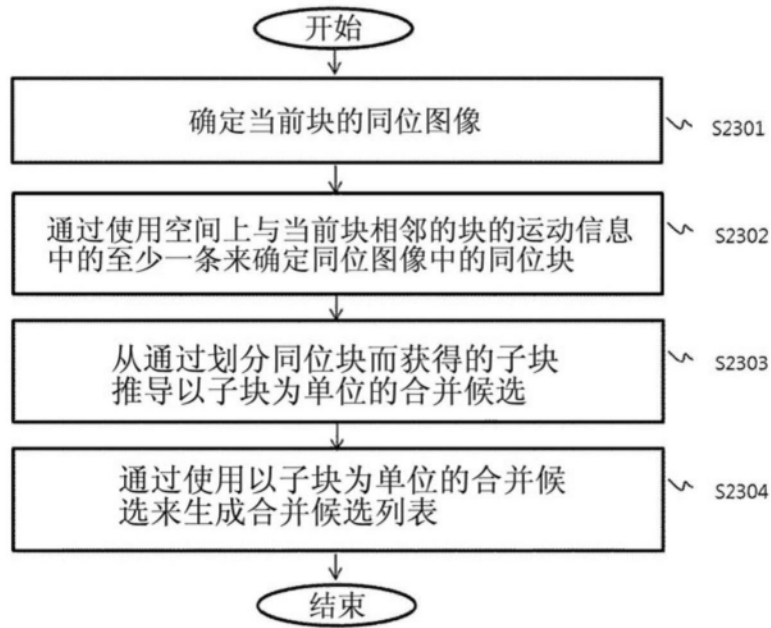 开始
确定当前块的同位图像
S2301
通过使用空间上与当前块相邻的块的运动信息
中的至少一条来确定同位图像中的同位块
S2302
从通过划分同位块而获得的子块
推导以子块为单位的合并候选
S2303
通过使用以子块为单位的合并候
选来生成合并候选列表
S2304
结束